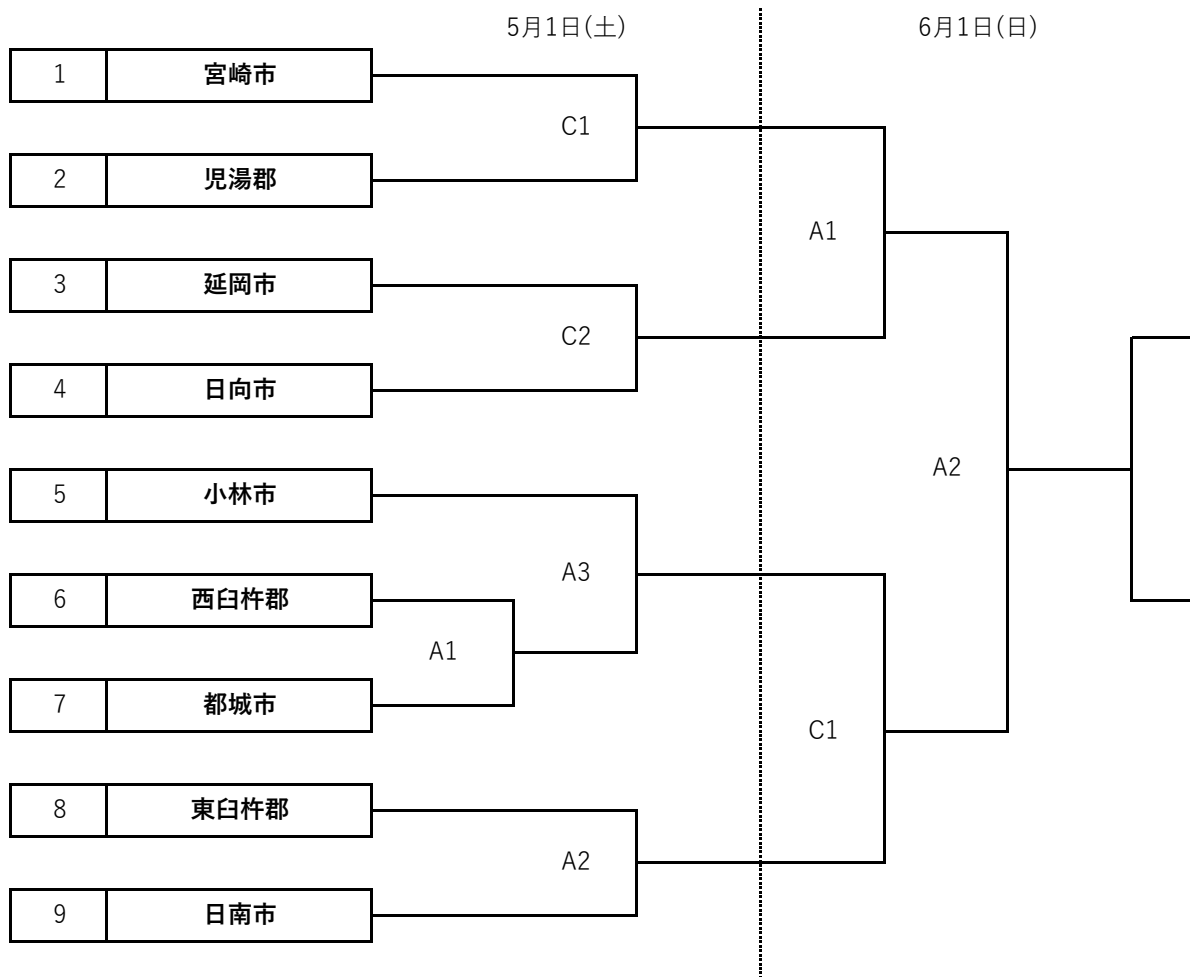 5月1日(土)
6月1日(日)
1 宮崎市
C1
2 児湯郡
A1
3 延岡市
C2
4 日向市
A2
5 小林市
A3
6 西臼杵郡
A1
7 都城市
C1
8 東臼杵郡
A2
9 日南市